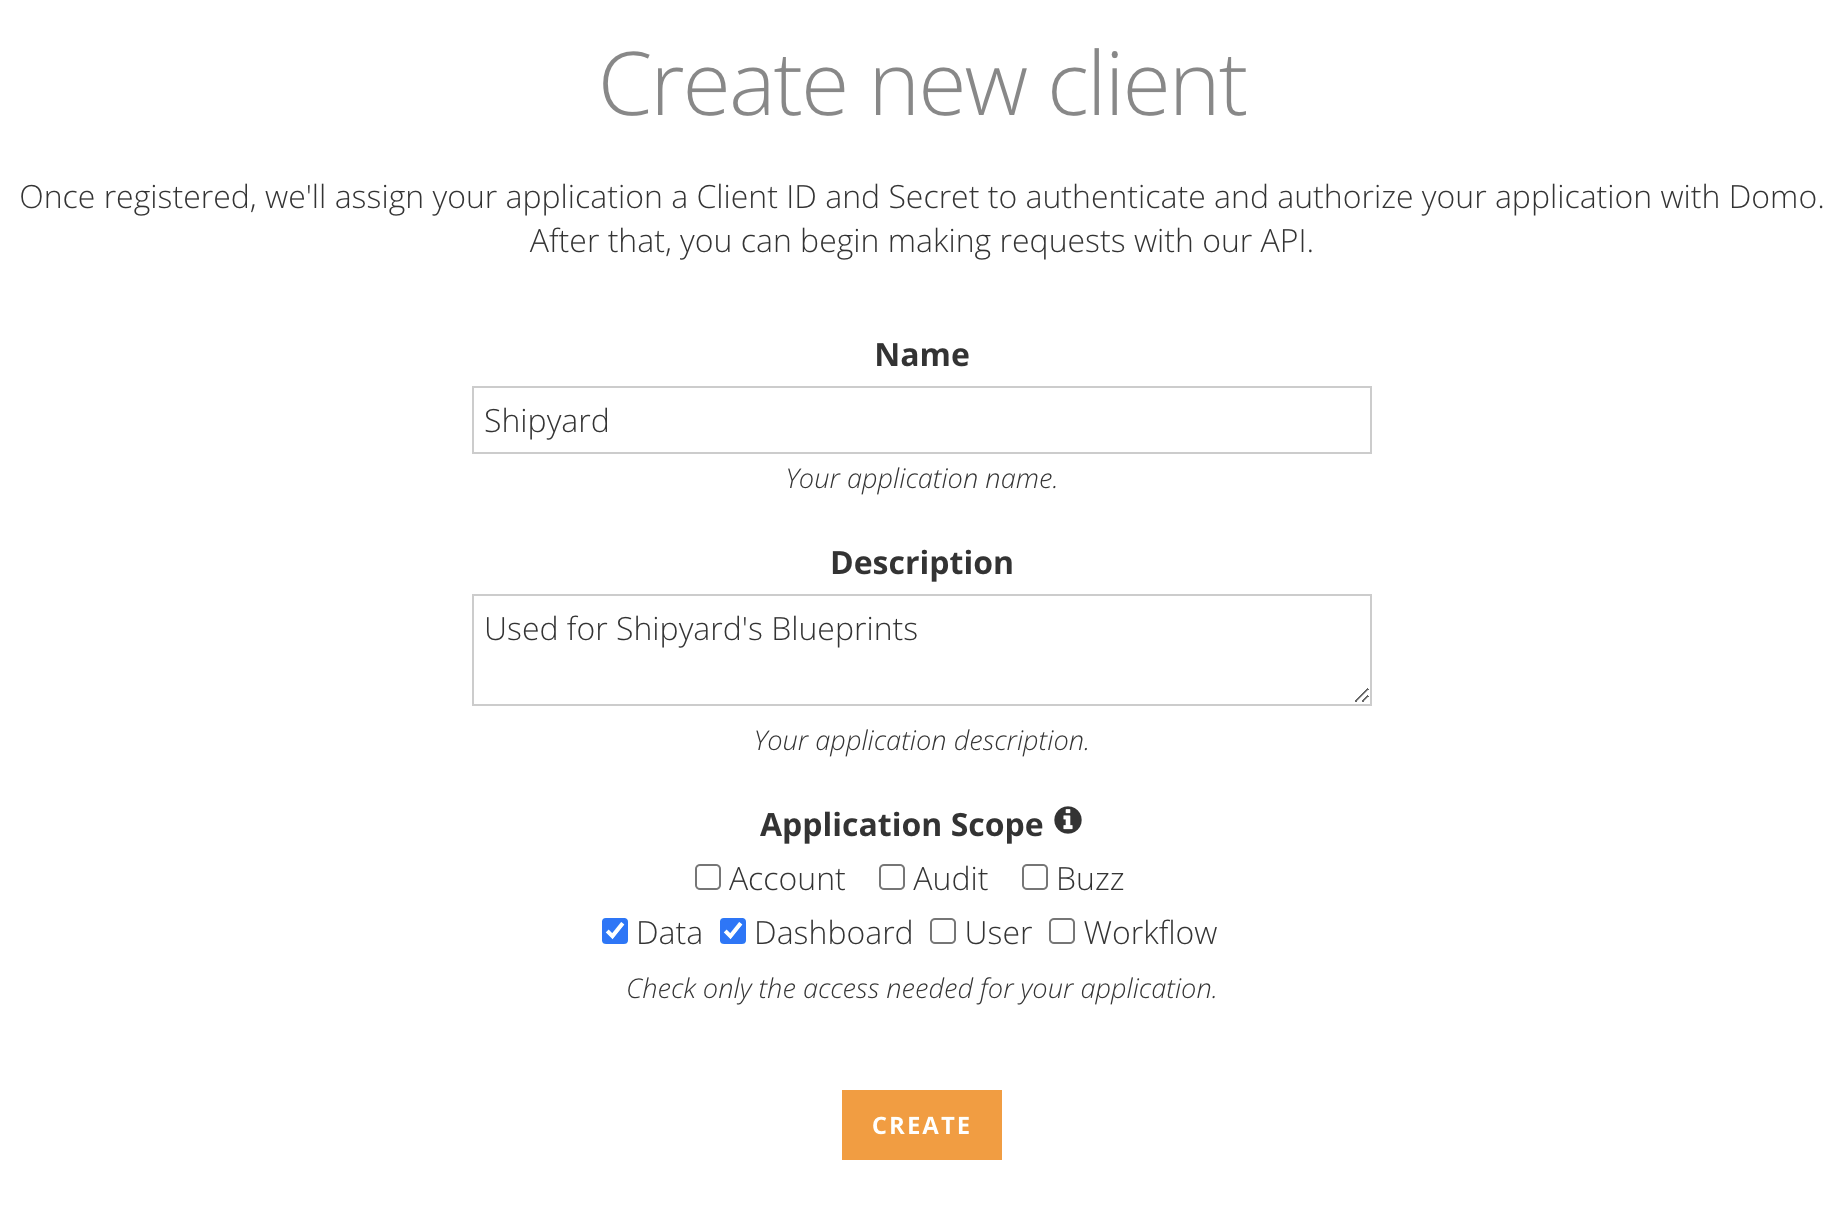 Create new client
Once registered, we'll assign your application a Client ID and Secret to authenticate and authorize your application with Domo.
After that, you can begin making requests with our API.
Name
Shipyard
Your application name.
Description
Used for Shipyard's Blueprints
Your application description.
Application Scope
Account Audit Buzz
Data Dashboard User Workflow
Check only the access needed for your application.
CREATE